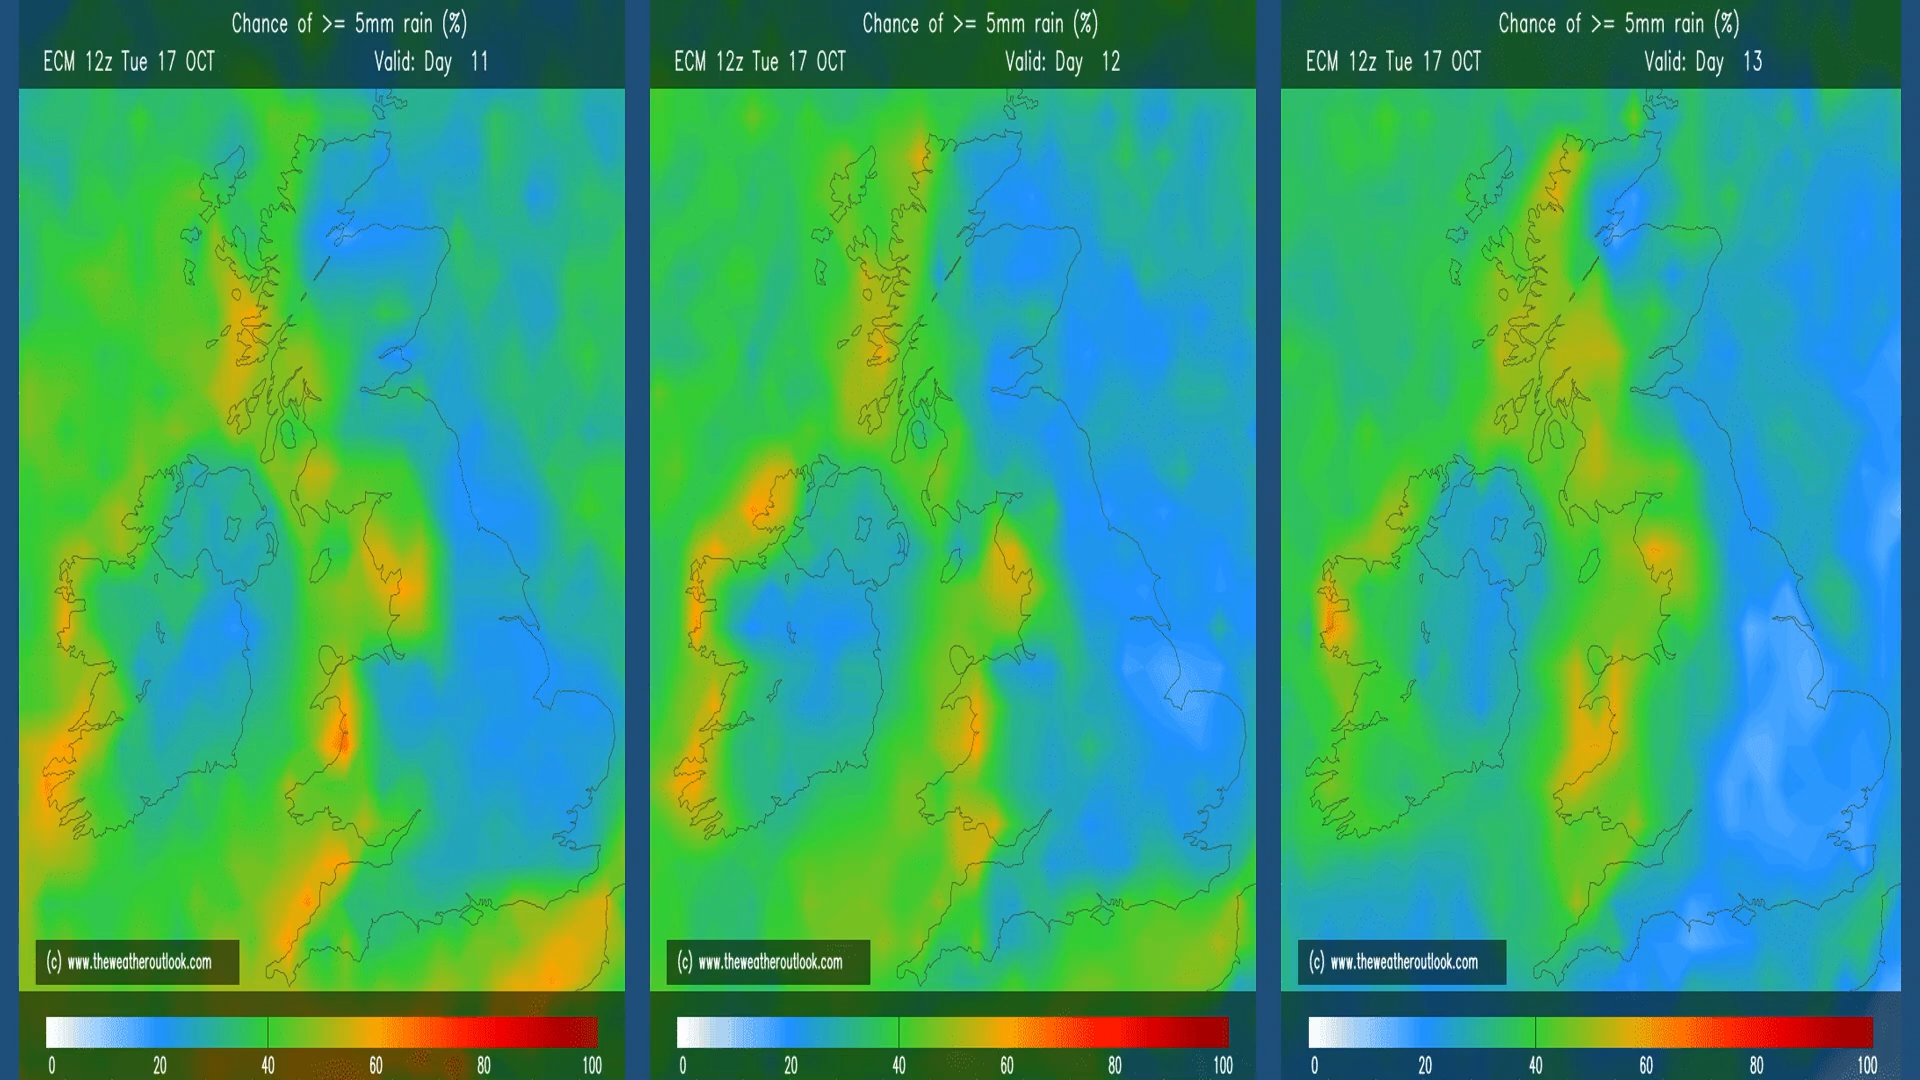 Chance of >= 5mm rain (%)
ECM 12z Tue 17 OCT Valid: Day 11
(c) www.theweatheroutlook.com
0 20 40 60 80 100
Chance of >= 5mm rain (%)
ECM 12z Tue 17 OCT Valid: Day 12
(c) www.theweatheroutlook.com
0 20 40 60 80 100
Chance of >= 5mm rain (%)
ECM 12z Tue 17 OCT Valid: Day 13
(c) www.theweatheroutlook.com
0 20 40 60 80 100